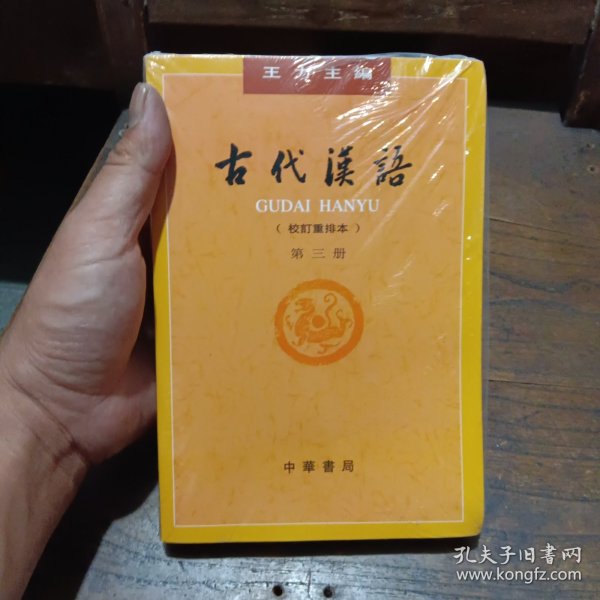 王力主編
古代漢語
GUDAI HANYU
（校訂重排本）
第三册
中華書局
孔夫子旧书网
www.kongfz.com